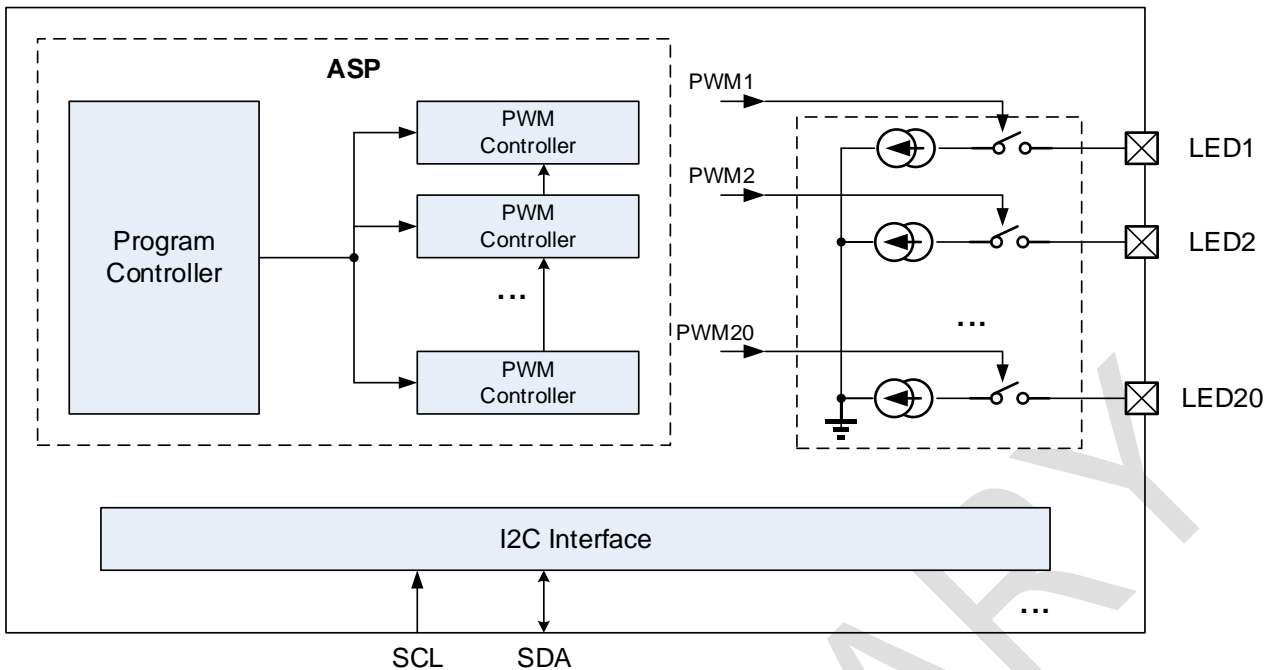 ASP
PWM
Controller
PWM
Controller
...
PWM
Controller
Program
Controller
PWM1
PWM2
PWM20
...
LED1
LED2
LED20
I2C Interface
...
SCL
SDA
ARY